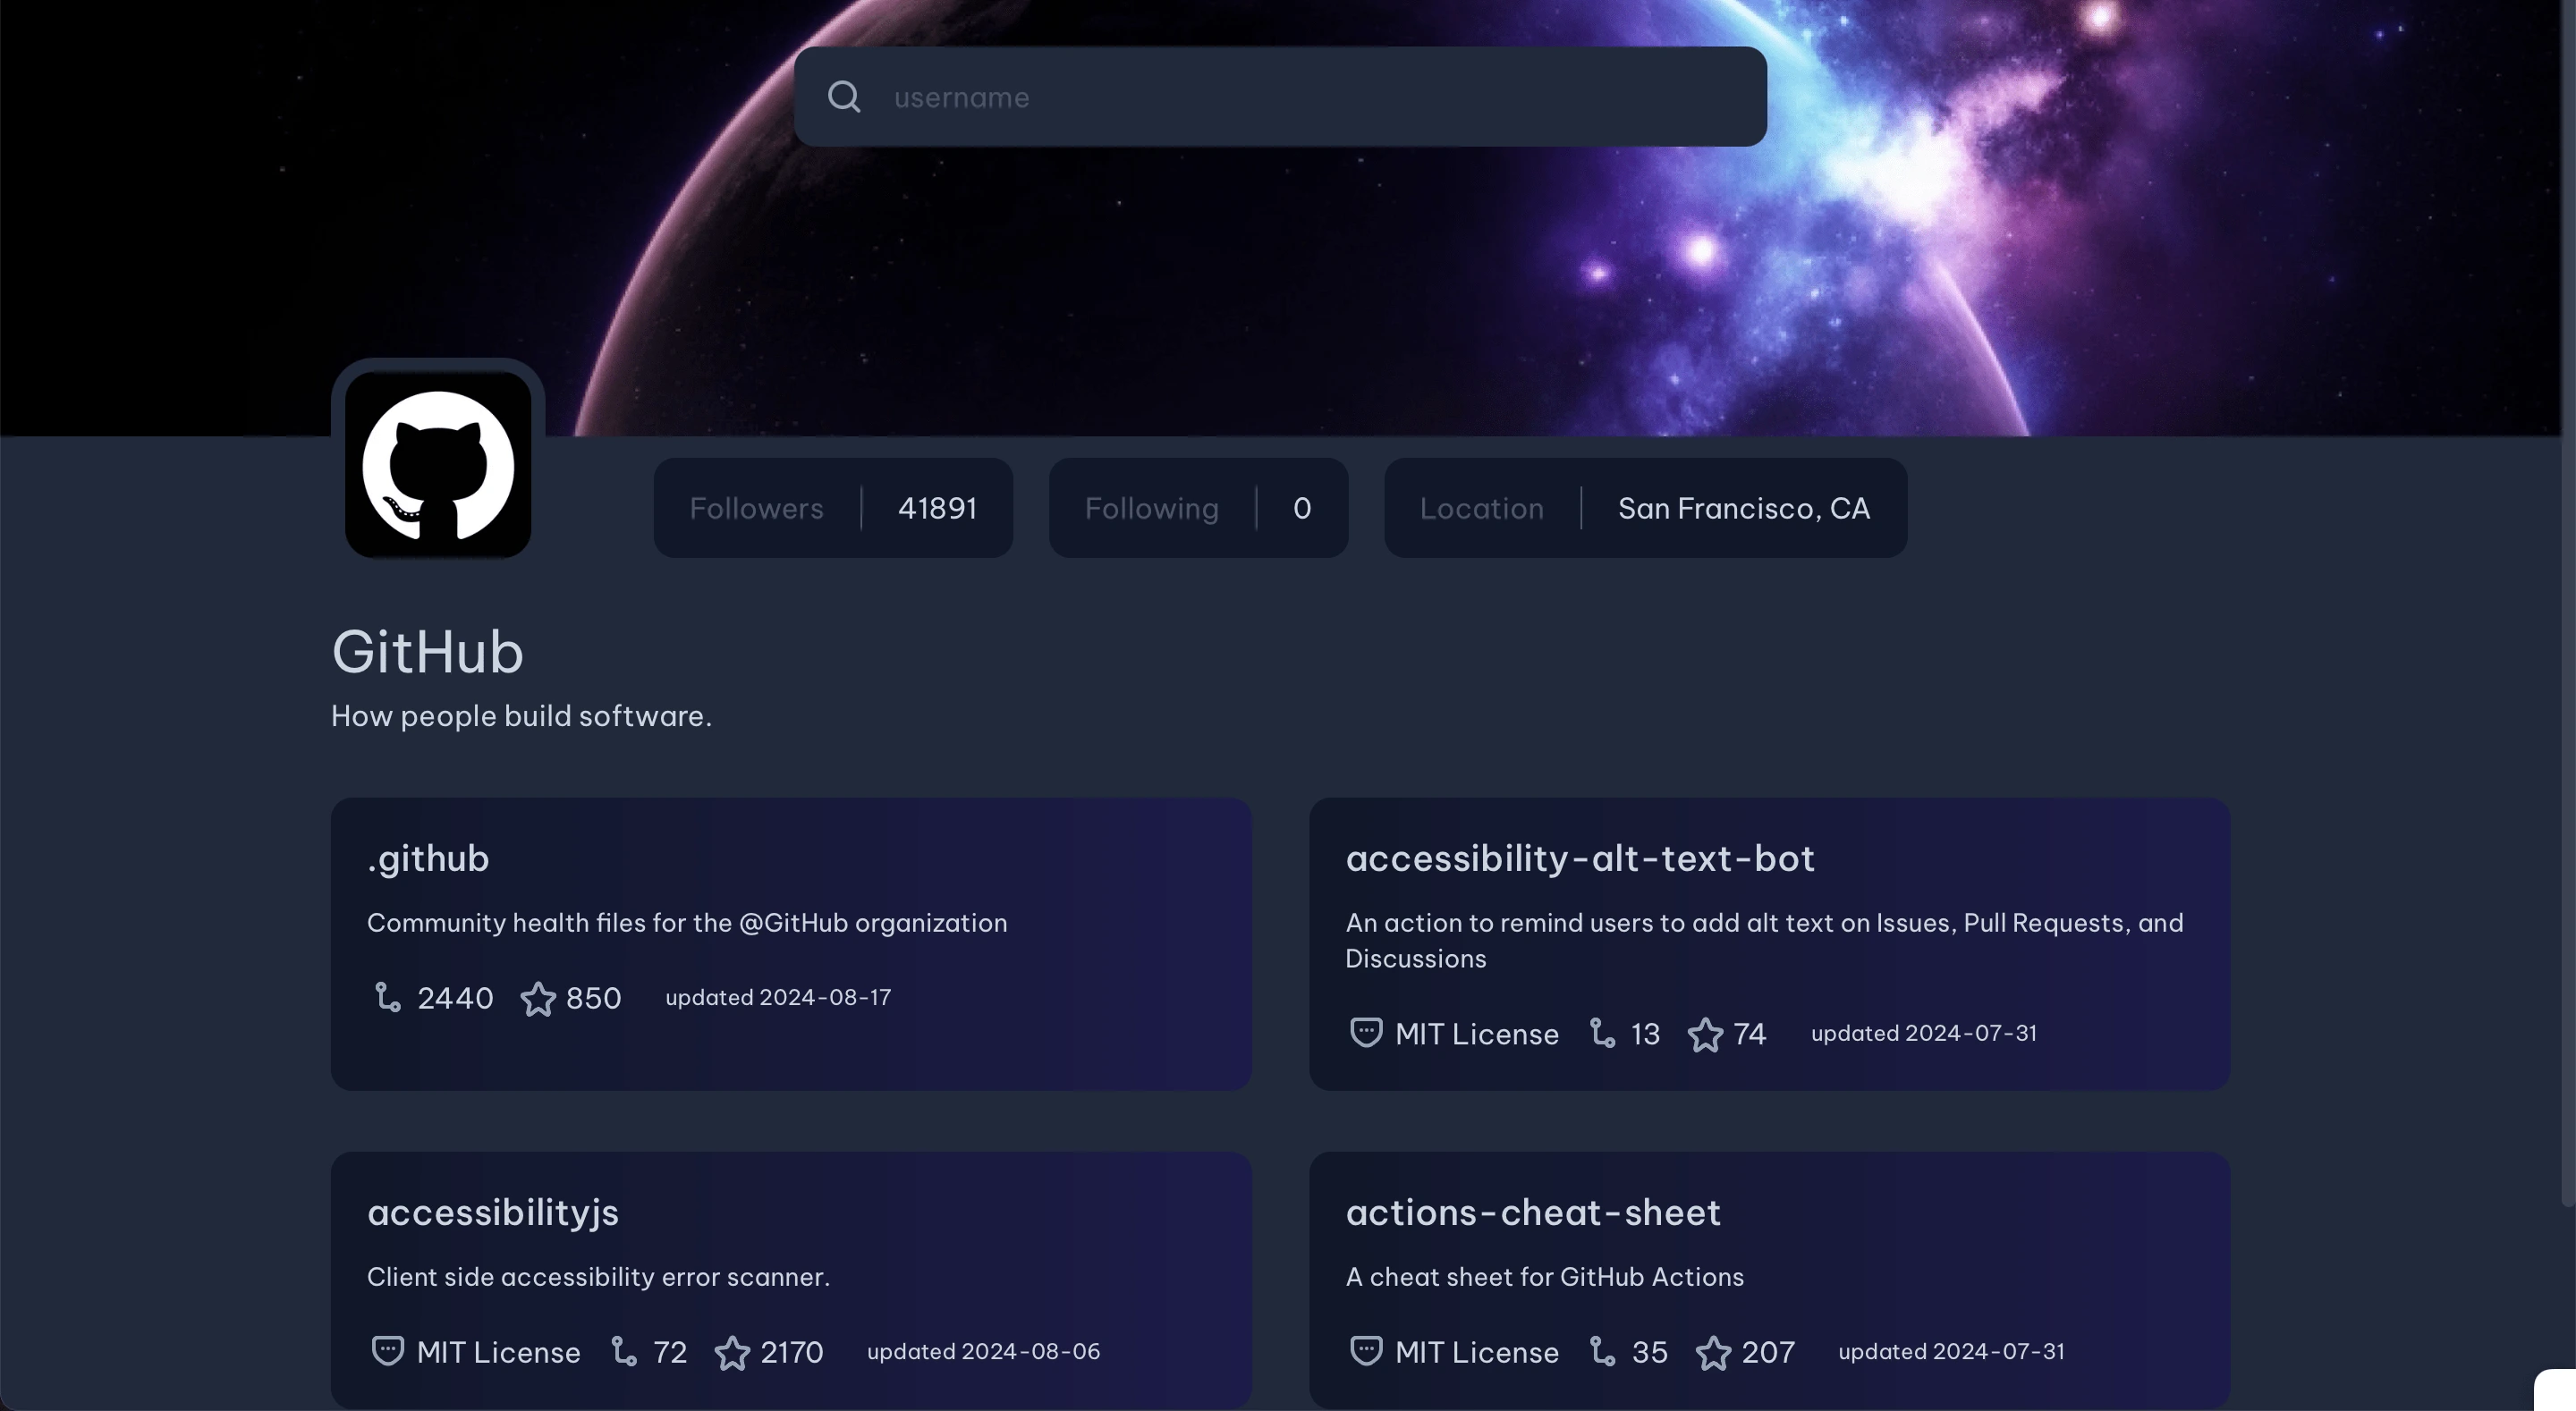 username
Followers 41891 Following 0 Location San Francisco, CA
GitHub
How people build software.
.github
Community health files for the @GitHub organization
2440 850 updated 2024-08-17
accessibility-alt-text-bot
An action to remind users to add alt text on Issues, Pull Requests, and
Discussions
MIT License 13 74 updated 2024-07-31
accessibilityjs
Client side accessibility error scanner.
MIT License 72 2170 updated 2024-08-06
actions-cheat-sheet
A cheat sheet for GitHub Actions
MIT License 35 207 updated 2024-07-31